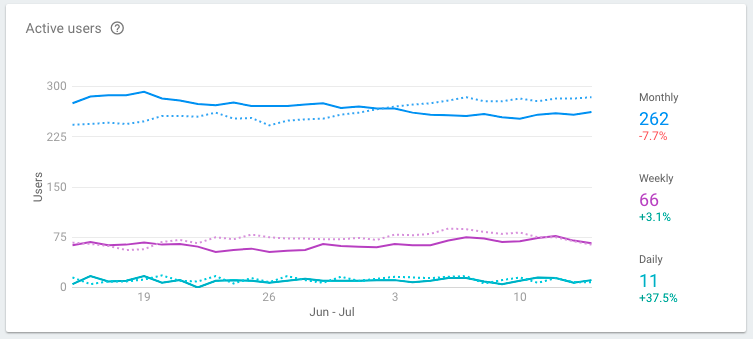 Active users ?
300
225
150
75
0
Users
19
26
3
10
Jun - Jul
Monthly
262
-7.7%
Weekly
66
+3.1%
Daily
11
+37.5%